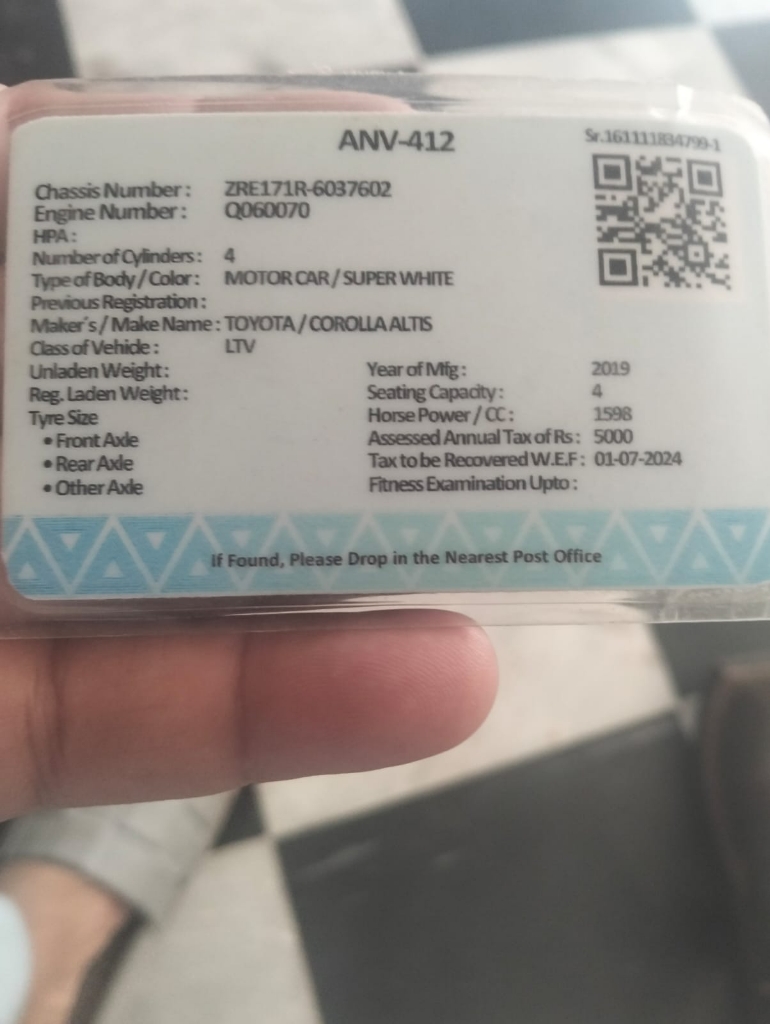 ANV-412
Sr.161111834799-1
Chassis Number : ZRE171R-6037602
Engine Number : Q060070
HPA :
Number of Cylinders : 4
Type of Body / Color : MOTOR CAR / SUPER WHITE
Previous Registration :
Maker's / Make Name : TOYOTA / COROLLA ALTIS
Class of Vehicle : LTV
Unladen Weight :
Reg. Laden Weight :
Tyre Size
• Front Axle
• Rear Axle
• Other Axle
Year of Mfg : 2019
Seating Capacity : 4
Horse Power / CC : 1598
Assessed Annual Tax of Rs : 5000
Tax to be Recovered W.E.F : 01-07-2024
Fitness Examination Upto :
If Found, Please Drop in the Nearest Post Office